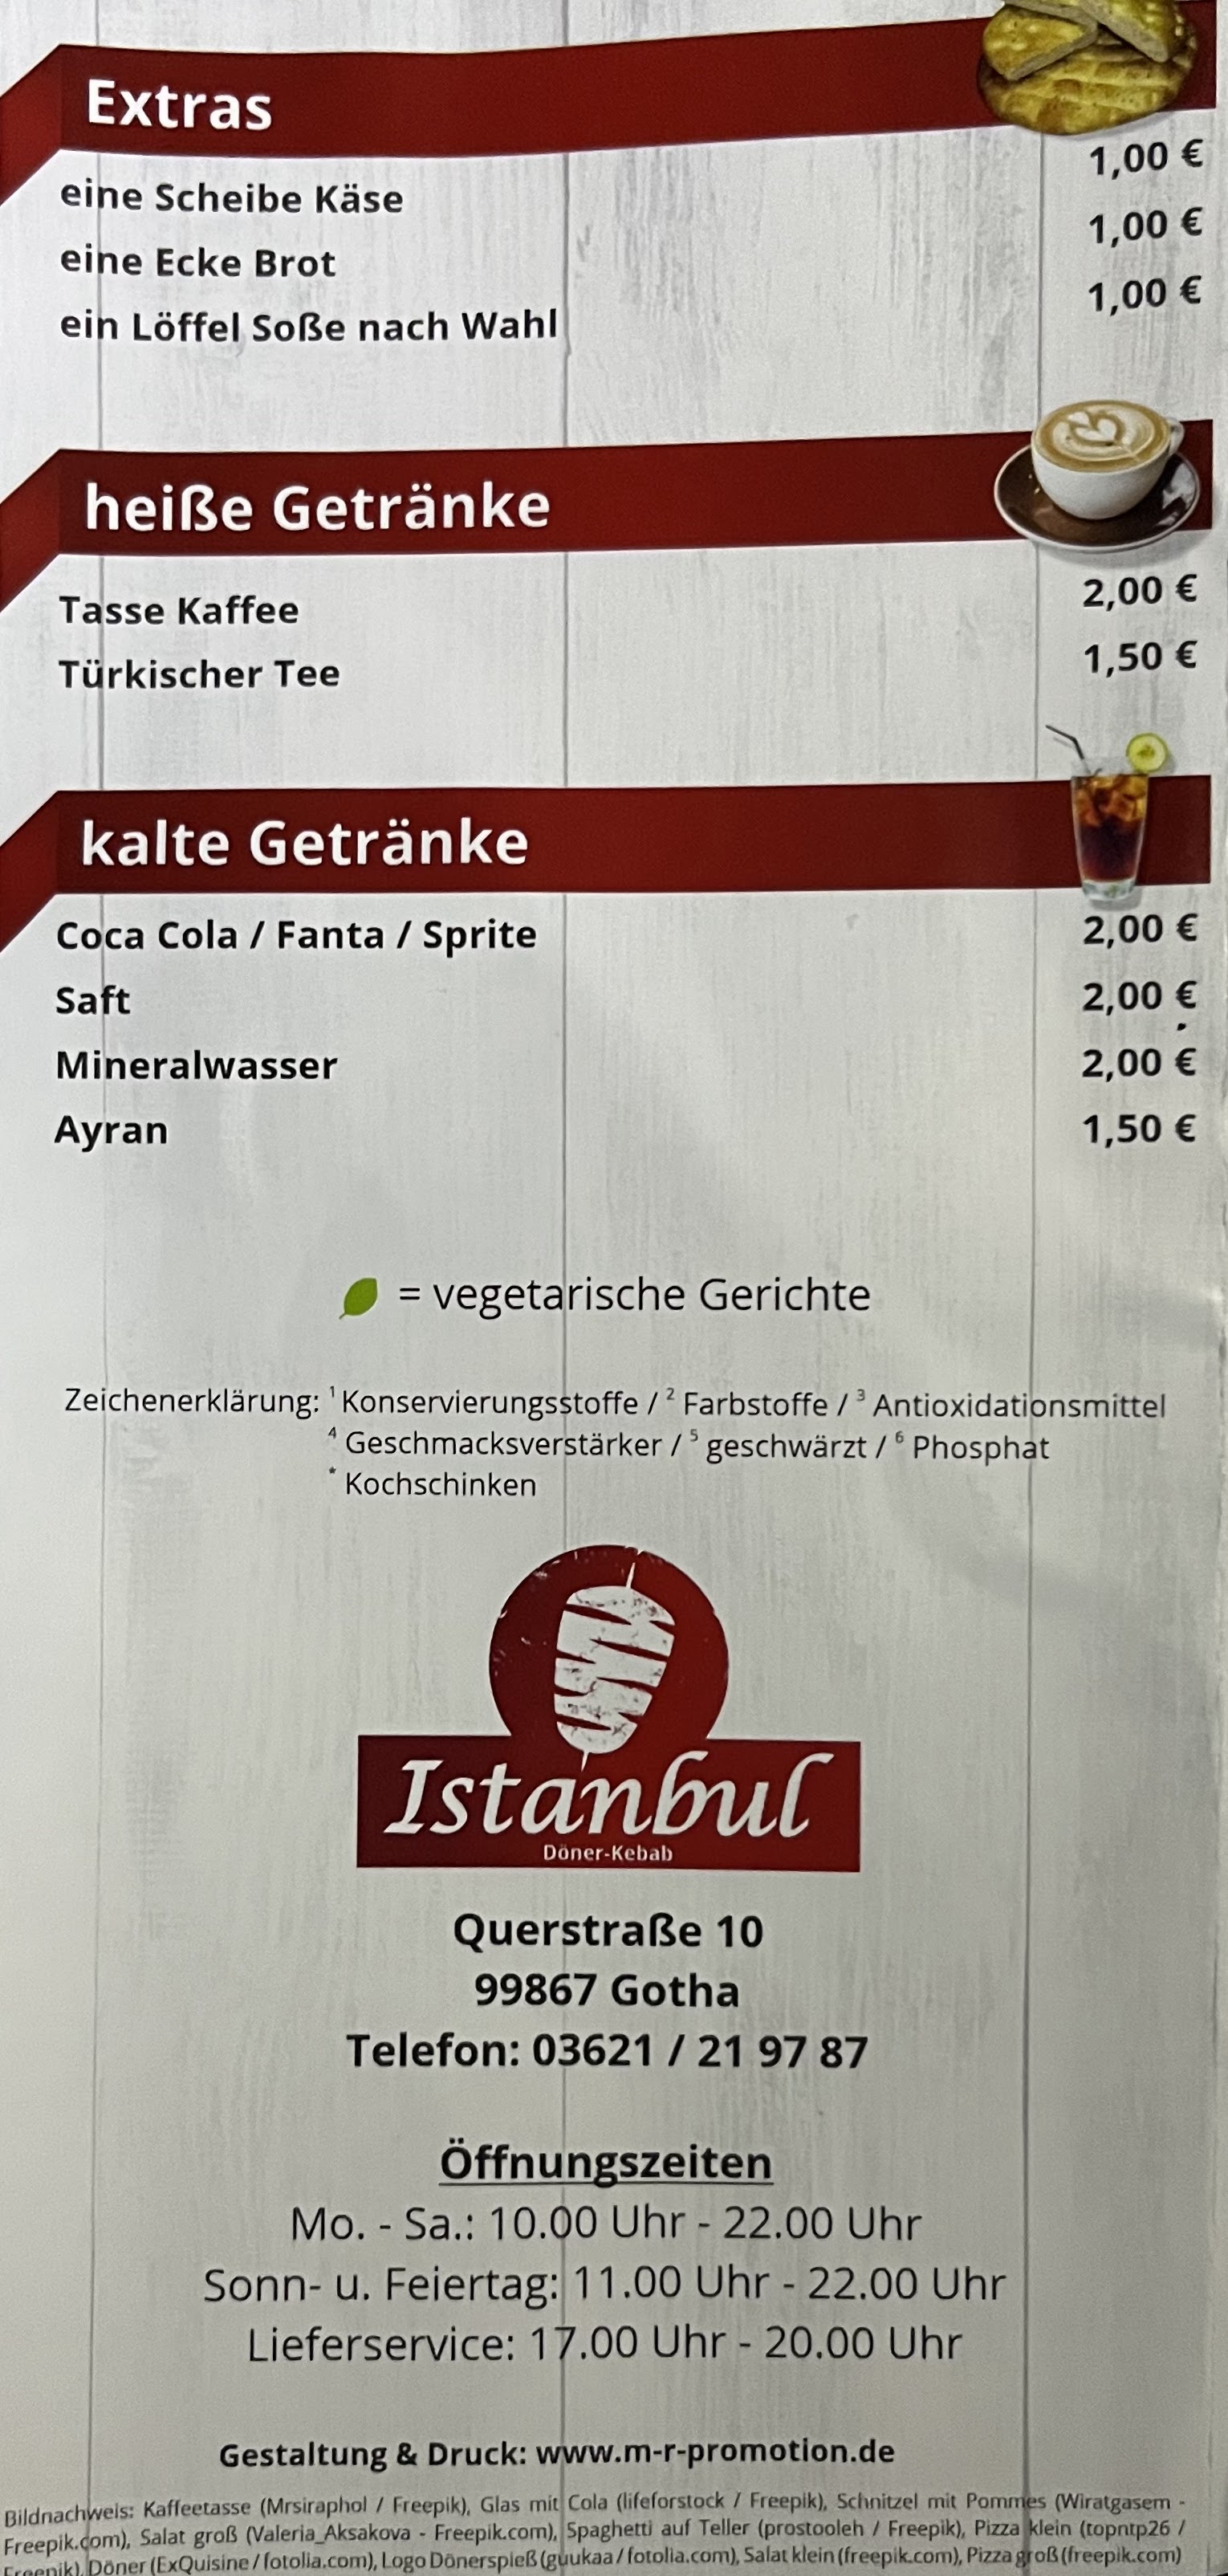 Extras
eine Scheibe Käse 1,00 €
eine Ecke Brot 1,00 €
ein Löffel Soße nach Wahl 1,00 €
heiße Getränke
Tasse Kaffee 2,00 €
Türkischer Tee 1,50 €
kalte Getränke
Coca Cola / Fanta / Sprite 2,00 €
Saft 2,00 €
Mineralwasser 2,00 €
Ayran 1,50 €
= vegetarische Gerichte
Zeichenerklärung: ¹ Konservierungsstoffe / ² Farbstoffe / ³ Antioxidationsmittel
⁴ Geschmacksverstärker / ⁵ geschwärzt / ⁶ Phosphat
* Kochschinken
Istanbul
Döner-Kebab
Querstraße 10
99867 Gotha
Telefon: 03621 / 21 97 87
Öffnungszeiten
Mo. - Sa.: 10.00 Uhr - 22.00 Uhr
Sonn- u. Feiertag: 11.00 Uhr - 22.00 Uhr
Lieferservice: 17.00 Uhr - 20.00 Uhr
Gestaltung & Druck: www.m-r-promotion.de
Bildnachweis: Kaffeetasse (Mrsiraphol / Freepik), Glas mit Cola (lifeforstock / Freepik), Schnitzel mit Pommes (Wiratgasem -
Freepik.com), Salat groß (Valeria_Aksakova - Freepik.com), Spaghetti auf Teller (prostooleh / Freepik), Pizza klein (topntp26 /
Freepik), Döner (ExQuisine / fotolia.com), Logo Dönerspieß (guukaa / fotolia.com), Salat klein (freepik.com), Pizza groß (freepik.com)